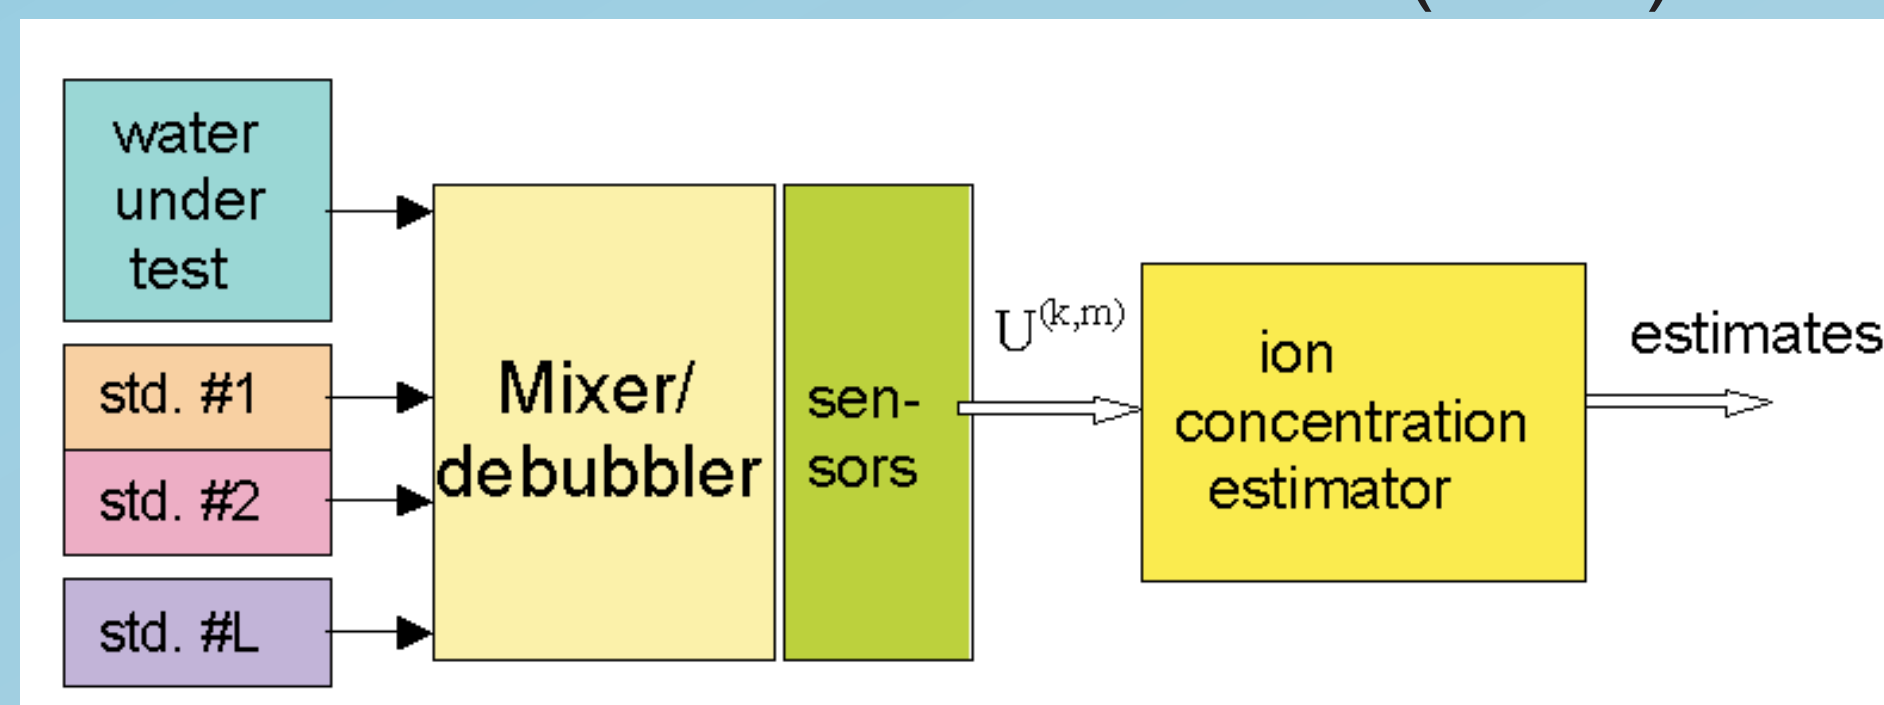 water
under
test
std. #1
std. #2
std. #L
Mixer/
debubbler
sen-
sors
U(k,m)
ion
concentration
estimator
estimates